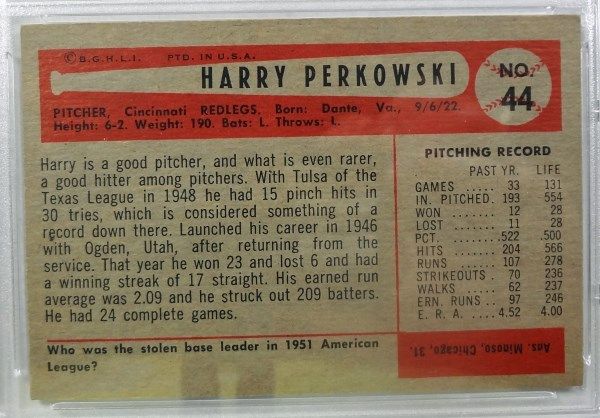 ©B.G.H.L.I. PTD. IN U.S.A.
HARRY PERKOWSKI
NO. 44
PITCHER, Cincinnati REDLEGS. Born: Dante, Va., 9/6/22.
Height: 6-2. Weight: 190. Bats: L. Throws: L.
Harry is a good pitcher, and what is even rarer,
a good hitter among pitchers. With Tulsa of the
Texas League in 1948 he had 15 pinch hits in
30 tries, which is considered something of a
record down there. Launched his career in 1946
with Ogden, Utah, after returning from the
service. That year he won 23 and lost 6 and had
a winning streak of 17 straight. His earned run
average was 2.09 and he struck out 209 batters.
He had 24 complete games.
Who was the stolen base leader in 1951 American
League?
PITCHING RECORD
PAST YR. LIFE
GAMES ..... 33 131
IN. PITCHED. 193 554
WON ....... 12 28
LOST ....... 11 28
PCT. ....... .522 .500
HITS ....... 204 566
RUNS ...... 107 278
STRIKEOUTS . 70 236
WALKS ..... 62 237
ERN. RUNS .. 97 246
E. R. A. .... 4.52 4.00
Ans. Minoso, Chicago, 31.